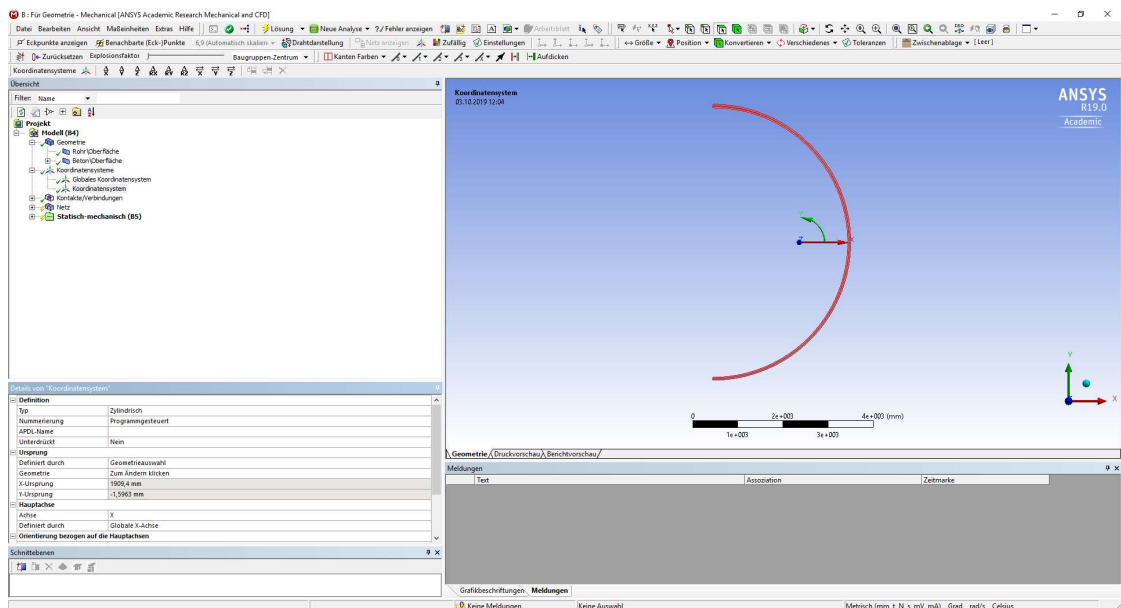 B : Für Geometrie - Mechanical [ANSYS Academic Research Mechanical and CFD]
Datei Bearbeiten Ansicht Maßeinheiten Extras Hilfe Lösung Neue Analyse ?/ Fehler anzeigen Arbeitsblatt
Eckpunkte anzeigen Benachbarte (Eck-)Punkte 6,9 (Automatisch skaliert) Drahtdarstellung Netz anzeigen Zufällig Einstellungen Größe Position Konvertieren Verschiedenes Toleranzen Zwischenablage [Leer]
Zurücksetzen Explosionsfaktor Baugruppen-Zentrum Kanten Farben Aufdicken
Koordinatensysteme X Y Z RX RY RZ X Y Z
Übersicht
Filter: Name
Projekt
Modell (B4)
Geometrie
Rohr\Oberfläche
Beton\Oberfläche
Koordinatensysteme
Globales Koordinatensystem
Koordinatensystem
Kontakte/Verbindungen
Netz
Statisch-mechanisch (B5)
Details von "Koordinatensystem"
Definition
Typ Zylindrisch
Nummerierung Programmgesteuert
APDL-Name
Unterdrückt Nein
Ursprung
Definiert durch Geometrieauswahl
Geometrie Zum Ändern klicken
X-Ursprung 1909,4 mm
Y-Ursprung -1,5963 mm
Hauptachse
Achse X
Definiert durch Globale X-Achse
Orientierung bezogen auf die Hauptachsen
Schnittebenen
Koordinatensystem
03.10.2019 12:04
ANSYS
R19.0
Academic
Y
Z X
Y
X
0 2e+003 4e+003 (mm)
1e+003 3e+003
Geometrie Druckvorschau Berichtvorschau
Meldungen
Text Assoziation Zeitmarke
Grafikbeschriftungen Meldungen
Keine Meldungen Keine Auswahl Metrisch (mm, t, N, s, mV, mA) Grad rad/s Celsius